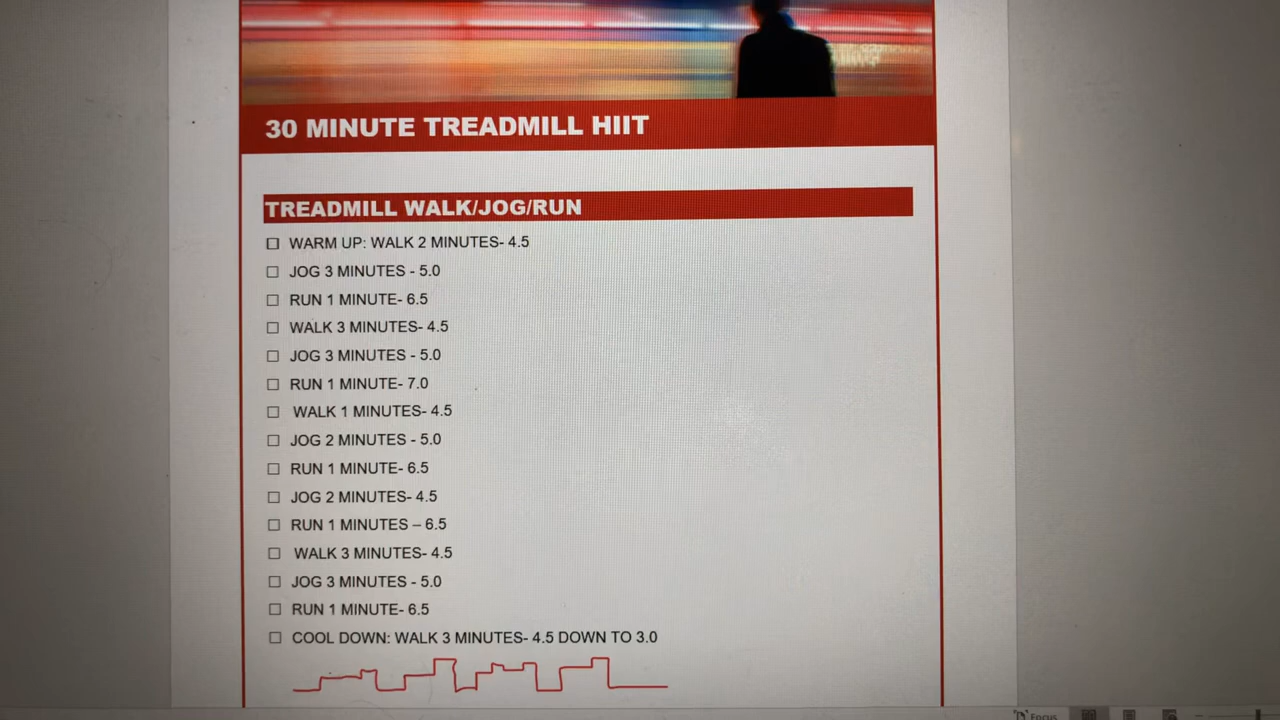 30 MINUTE TREADMILL HIIT
TREADMILL WALK/JOG/RUN
☐ WARM UP: WALK 2 MINUTES- 4.5
☐ JOG 3 MINUTES - 5.0
☐ RUN 1 MINUTE- 6.5
☐ WALK 3 MINUTES- 4.5
☐ JOG 3 MINUTES - 5.0
☐ RUN 1 MINUTE- 7.0
☐ WALK 1 MINUTES- 4.5
☐ JOG 2 MINUTES - 5.0
☐ RUN 1 MINUTE- 6.5
☐ JOG 2 MINUTES- 4.5
☐ RUN 1 MINUTES – 6.5
☐ WALK 3 MINUTES- 4.5
☐ JOG 3 MINUTES - 5.0
☐ RUN 1 MINUTE- 6.5
☐ COOL DOWN: WALK 3 MINUTES- 4.5 DOWN TO 3.0
Focus